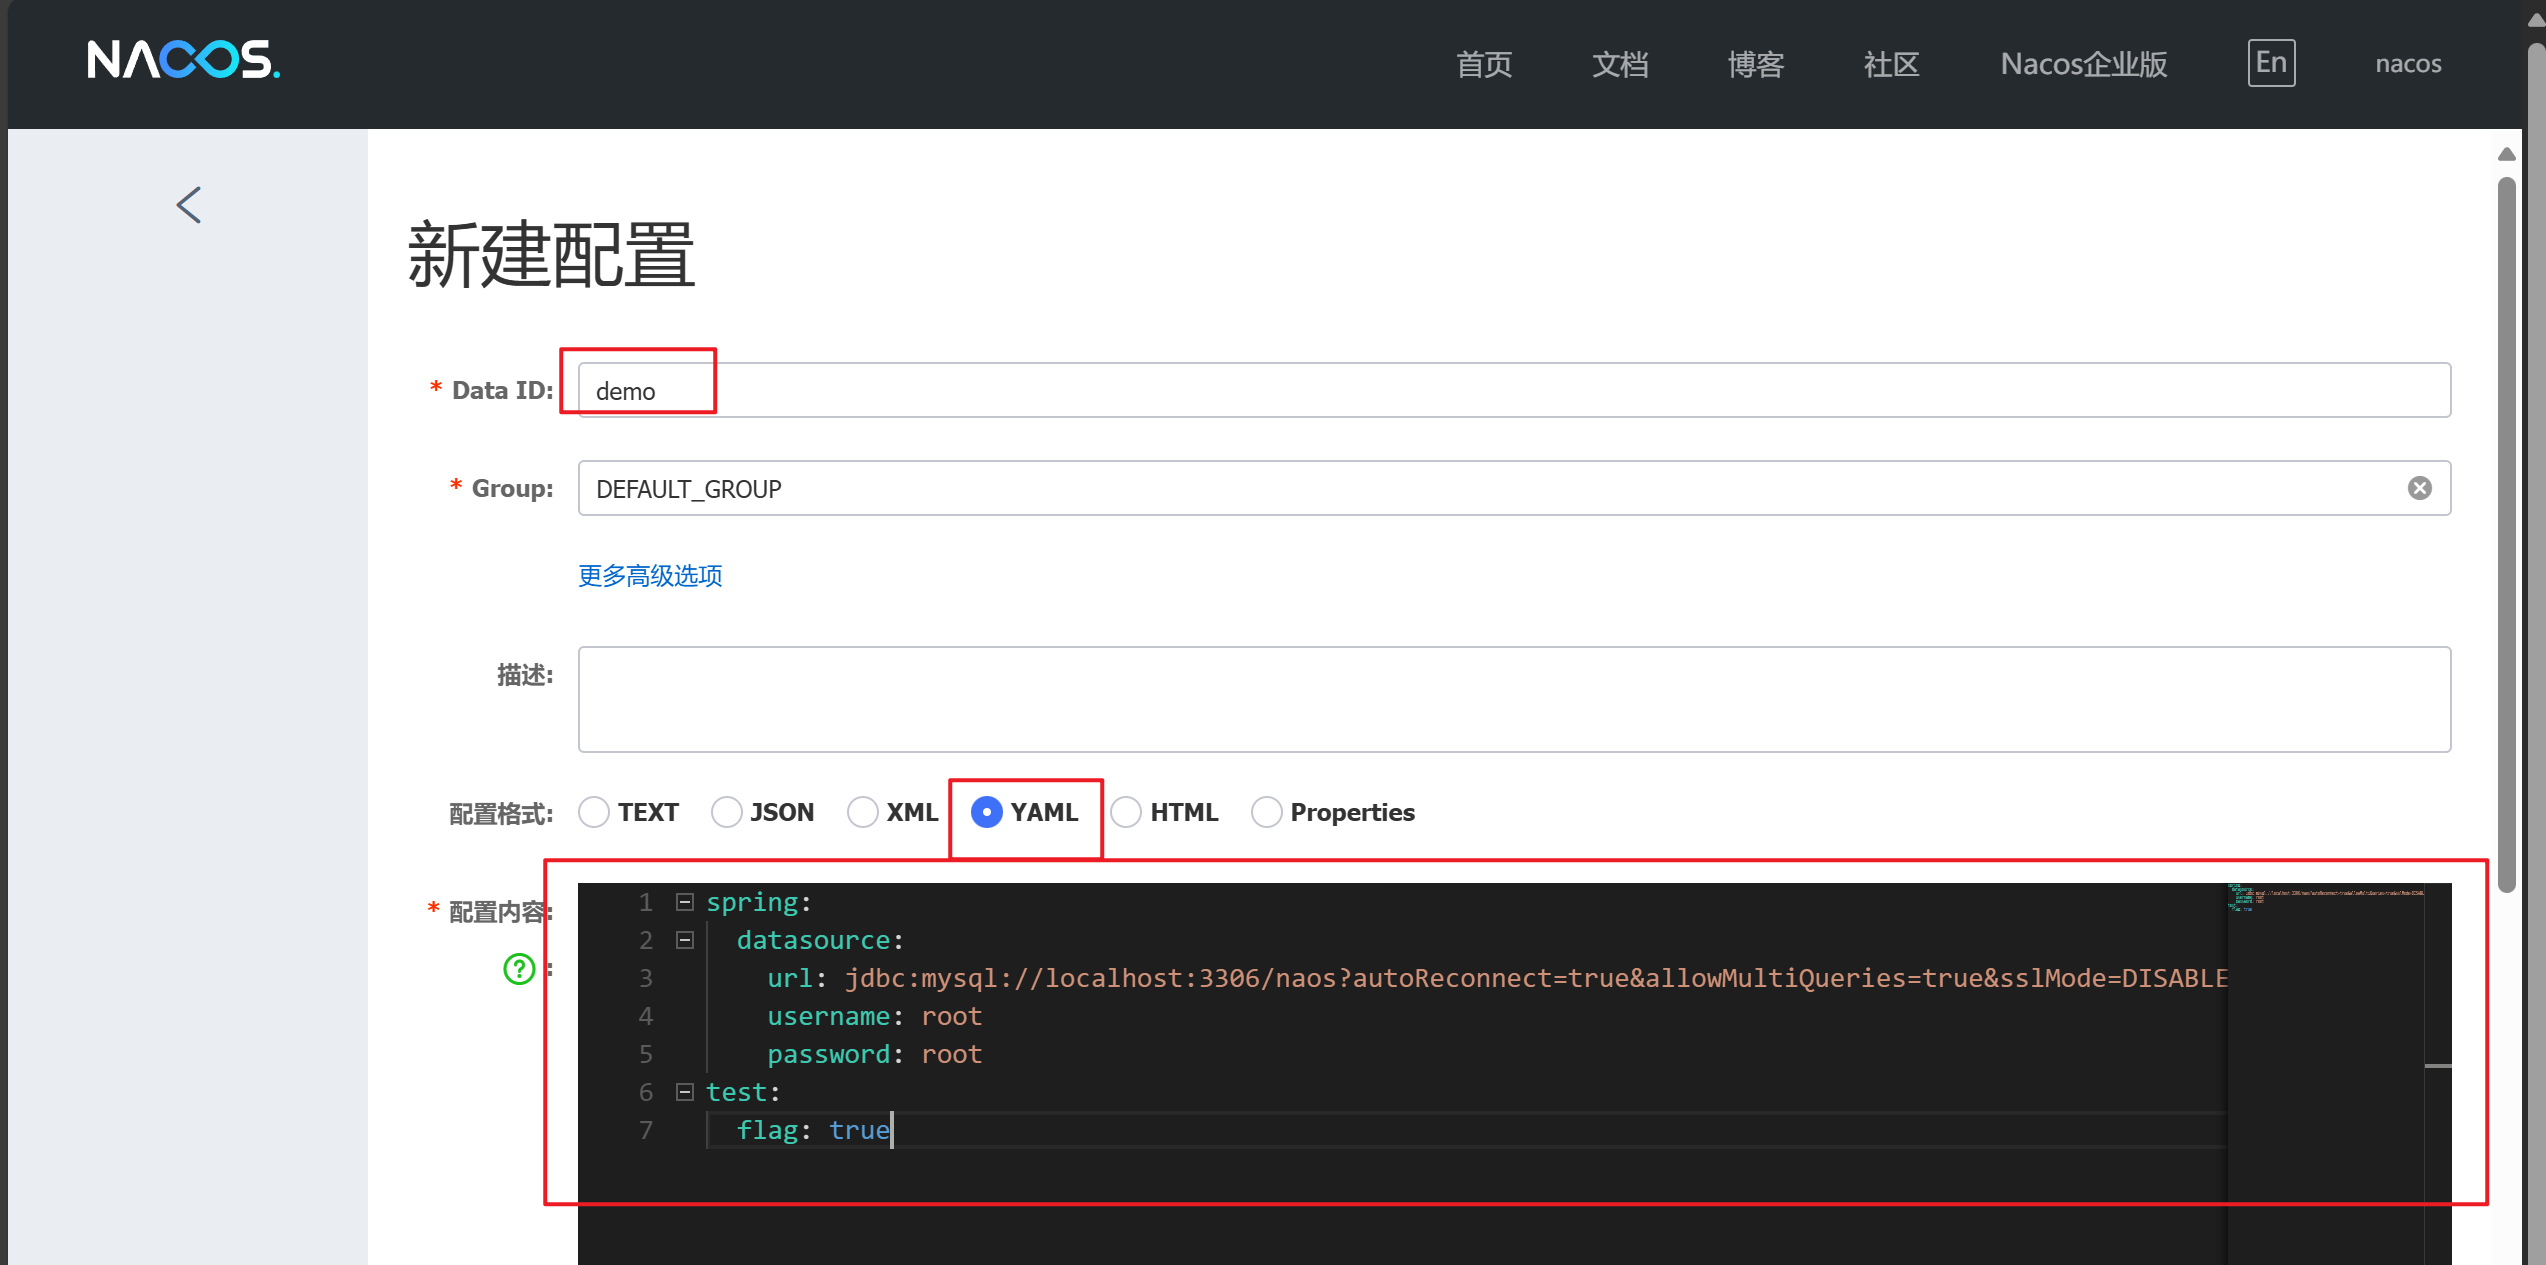 NACOS.
首页 文档 博客 社区 Nacos企业版 En nacos
新建配置
* Data ID: demo
* Group: DEFAULT_GROUP
更多高级选项
描述:
配置格式: TEXT JSON XML YAML HTML Properties
* 配置内容:
? :
1 spring:
2 datasource:
3 url: jdbc:mysql://localhost:3306/naos?autoReconnect=true&allowMultiQueries=true&sslMode=DISABLE
4 username: root
5 password: root
6 test:
7 flag: true